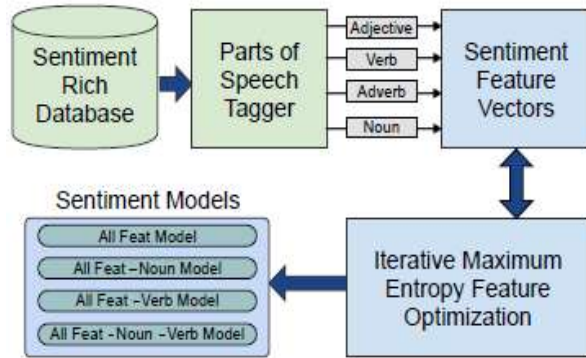 Sentiment
Rich
Database
Parts of
Speech
Tagger
Adjective
Verb
Adverb
Noun
Sentiment
Feature
Vectors
Sentiment Models
All Feat Model
All Feat –Noun Model
All Feat –Verb Model
All Feat -Noun -Verb Model
Iterative Maximum
Entropy Feature
Optimization